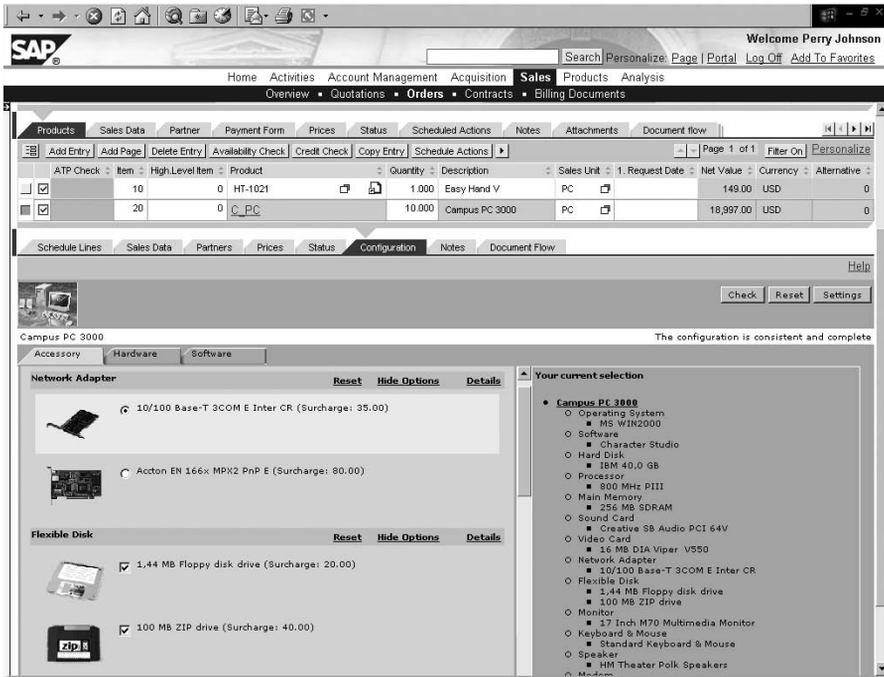 Welcome Perry Johnson
SAP
Search Personalize: Page | Portal Log Off Add To Favorites
Home Activities Account Management Acquisition Sales Products Analysis
Overview ▪ Quotations ▪ Orders ▪ Contracts ▪ Billing Documents
Products Sales Data Partner Payment Form Prices Status Scheduled Actions Notes Attachments Document flow
Add Entry Add Page Delete Entry Availability Check Credit Check Copy Entry Schedule Actions Page 1 of 1 Filter On Personalize
ATP Check Item High.Level Item Product Quantity Description Sales Unit 1. Request Date Net Value Currency Alternative
10 0 HT-1021 1.000 Easy Hand V PC 149.00 USD 0
20 0 C_PC 10.000 Campus PC 3000 PC 18,997.00 USD 0
Schedule Lines Sales Data Partners Prices Status Configuration Notes Document Flow
Help
Check Reset Settings
Campus PC 3000 The configuration is consistent and complete
Accessory Hardware Software
Network Adapter Reset Hide Options Details
10/100 Base-T 3COM E Inter CR (Surcharge: 35.00)
Accton EN 166x MPX2 PnP E (Surcharge: 80.00)
Flexible Disk Reset Hide Options Details
1,44 MB Floppy disk drive (Surcharge: 20.00)
100 MB ZIP drive (Surcharge: 40.00)
zip
Your current selection
Campus PC 3000
Operating System
MS WIN2000
Software
Character Studio
Hard Disk
IBM 40,0 GB
Processor
800 MHz PIII
Main Memory
256 MB SDRAM
Sound Card
Creative SB Audio PCI 64V
Video Card
16 MB DIA Viper V550
Network Adapter
10/100 Base-T 3COM E Inter CR
Flexible Disk
1,44 MB Floppy disk drive
100 MB ZIP drive
Monitor
17 Inch M70 Multimedia Monitor
Keyboard & Mouse
Standard Keyboard & Mouse
Speaker
HM Theater Polk Speakers
Modem